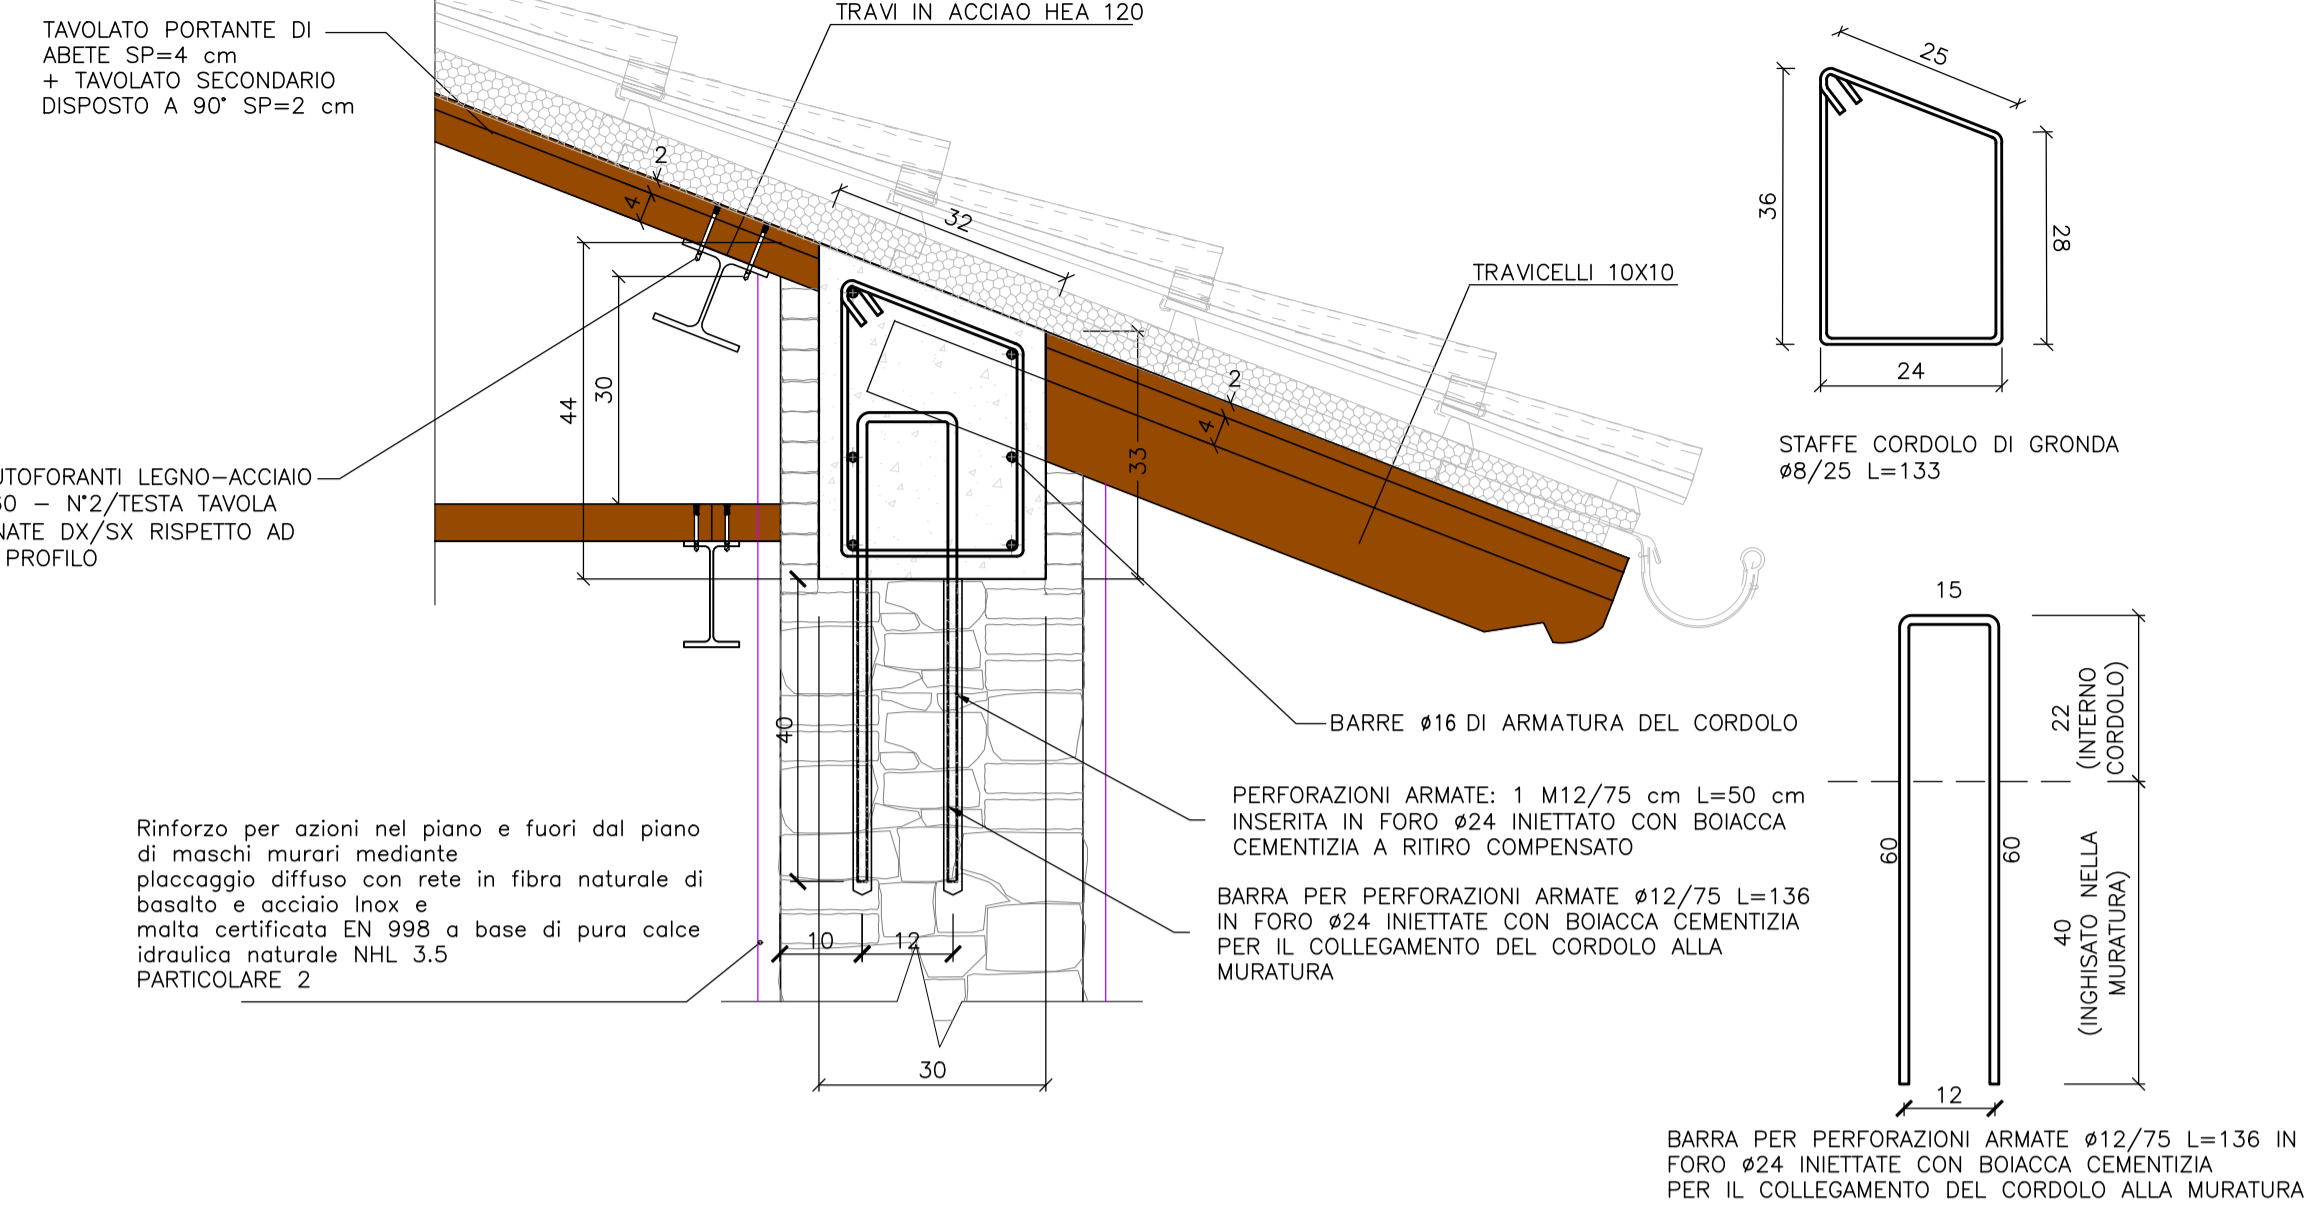 TAVOLATO PORTANTE DI
ABETE SP=4 cm
+ TAVOLATO SECONDARIO
DISPOSTO A 90° SP=2 cm
TRAVI IN ACCIAO HEA 120
2
4
32
44
30
33
2
4
TRAVICELLI 10X10
UTOFORANTI LEGNO-ACCIAIO
60 - N°2/TESTA TAVOLA
NATE DX/SX RISPETTO AD
PROFILO
40
10
12
30
Rinforzo per azioni nel piano e fuori dal piano
di maschi murari mediante
placcaggio diffuso con rete in fibra naturale di
basalto e acciaio Inox e
malta certificata EN 998 a base di pura calce
idraulica naturale NHL 3.5
PARTICOLARE 2
BARRE ø16 DI ARMATURA DEL CORDOLO
PERFORAZIONI ARMATE: 1 M12/75 cm L=50 cm
INSERITA IN FORO ø24 INIETTATO CON BOIACCA
CEMENTIZIA A RITIRO COMPENSATO
BARRA PER PERFORAZIONI ARMATE ø12/75 L=136
IN FORO ø24 INIETTATE CON BOIACCA CEMENTIZIA
PER IL COLLEGAMENTO DEL CORDOLO ALLA
MURATURA
25
36
28
24
STAFFE CORDOLO DI GRONDA
ø8/25 L=133
15
22
(INTERNO
CORDOLO)
60
60
40
(INGHISATO NELLA
MURATURA)
12
BARRA PER PERFORAZIONI ARMATE ø12/75 L=136 IN
FORO ø24 INIETTATE CON BOIACCA CEMENTIZIA
PER IL COLLEGAMENTO DEL CORDOLO ALLA MURATURA